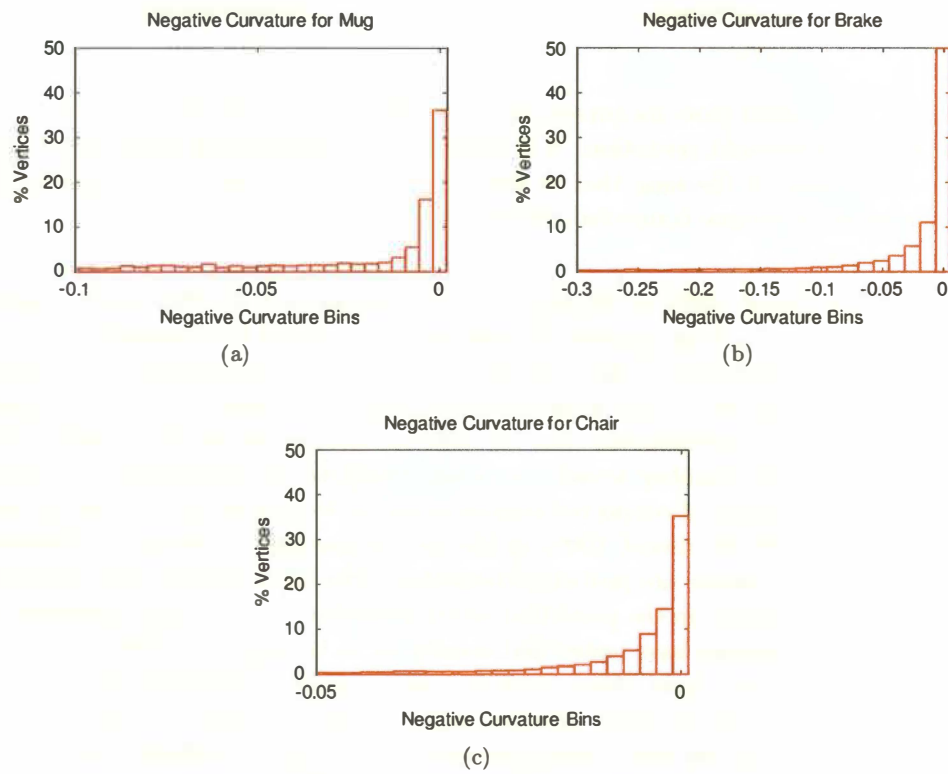 Negative Curvature for Mug
50
40
30
20
10
0
% Vertices
-0.1
-0.05
0
Negative Curvature Bins
(a)
Negative Curvature for Brake
50
40
30
20
10
0
% Vertices
-0.3
-0.25
-0.2
-0.15
-0.1
-0.05
0
Negative Curvature Bins
(b)
Negative Curvature for Chair
50
40
30
20
10
0
% Vertices
-0.05
0
Negative Curvature Bins
(c)